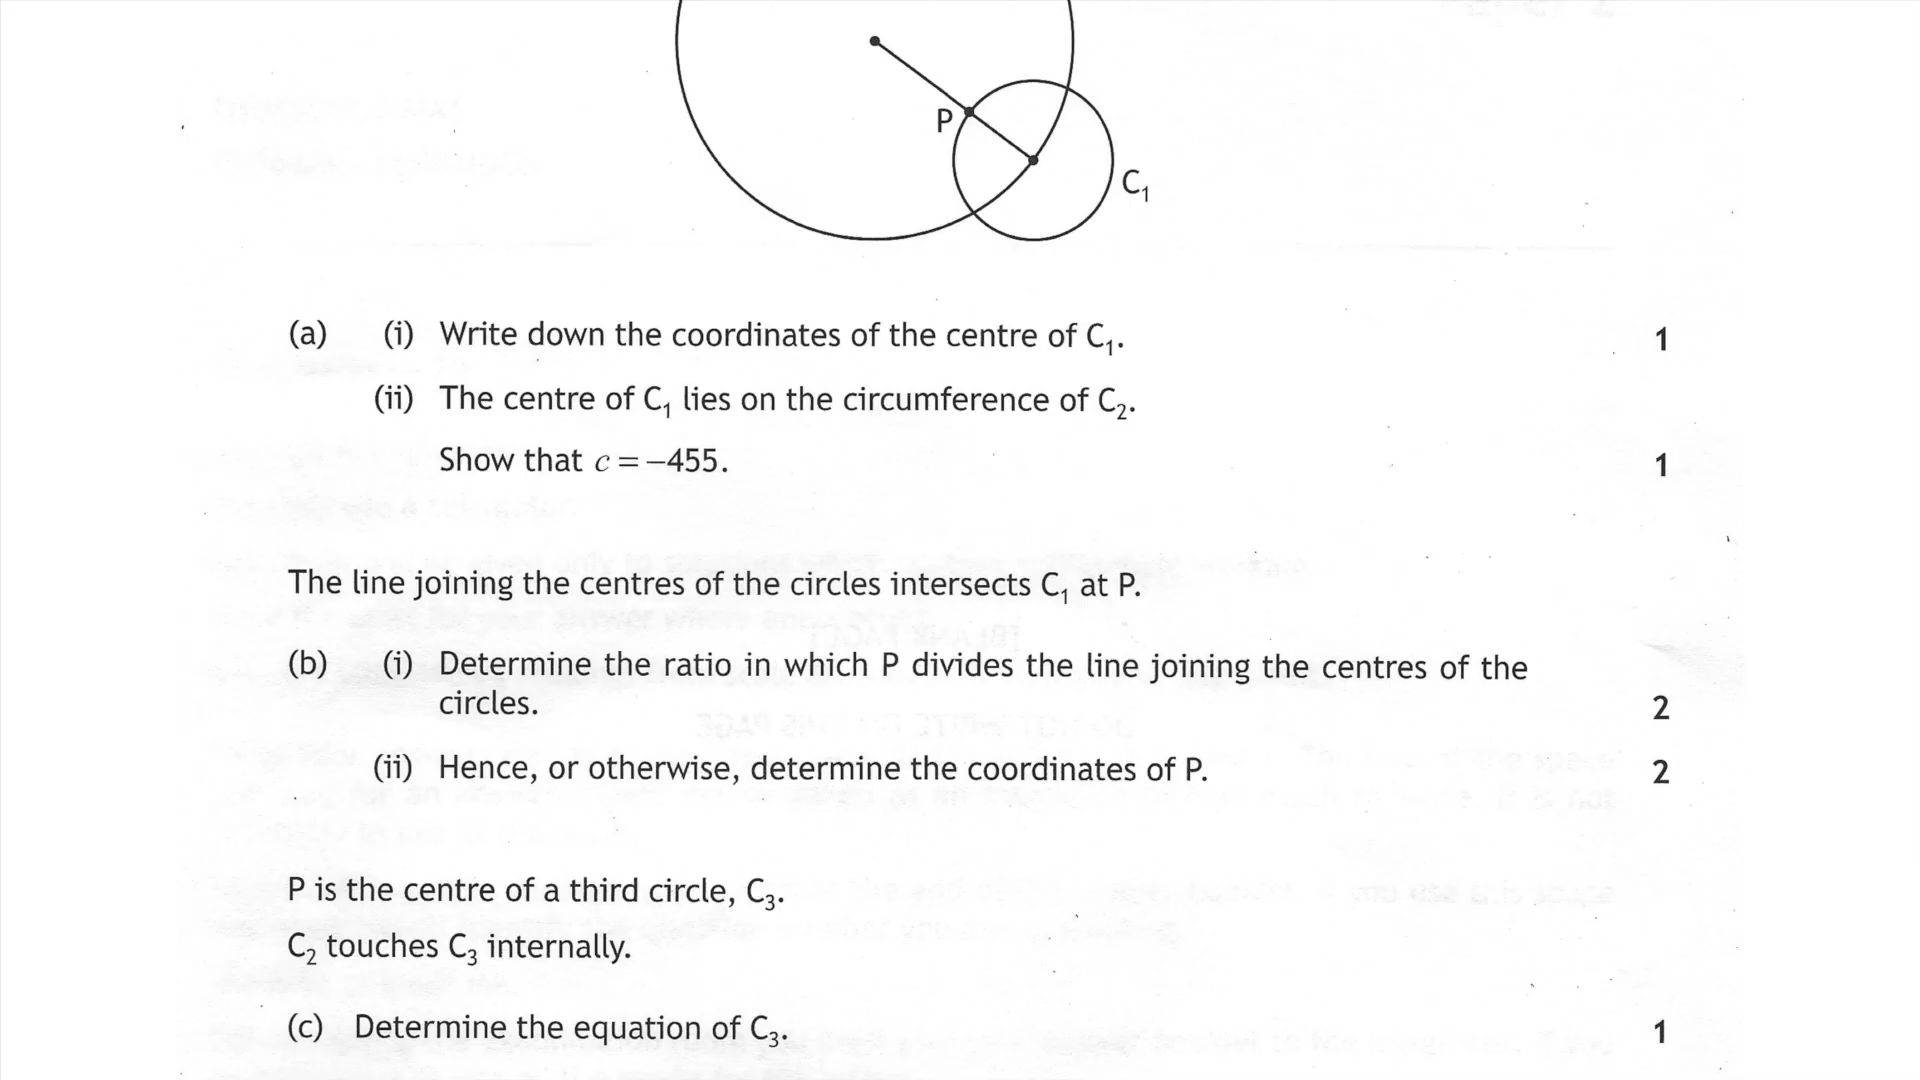 P
C₁
(a) (i) Write down the coordinates of the centre of C₁. 1
(ii) The centre of C₁ lies on the circumference of C₂.
Show that c = −455. 1
The line joining the centres of the circles intersects C₁ at P.
(b) (i) Determine the ratio in which P divides the line joining the centres of the
circles. 2
(ii) Hence, or otherwise, determine the coordinates of P. 2
P is the centre of a third circle, C₃.
C₂ touches C₃ internally.
(c) Determine the equation of C₃. 1